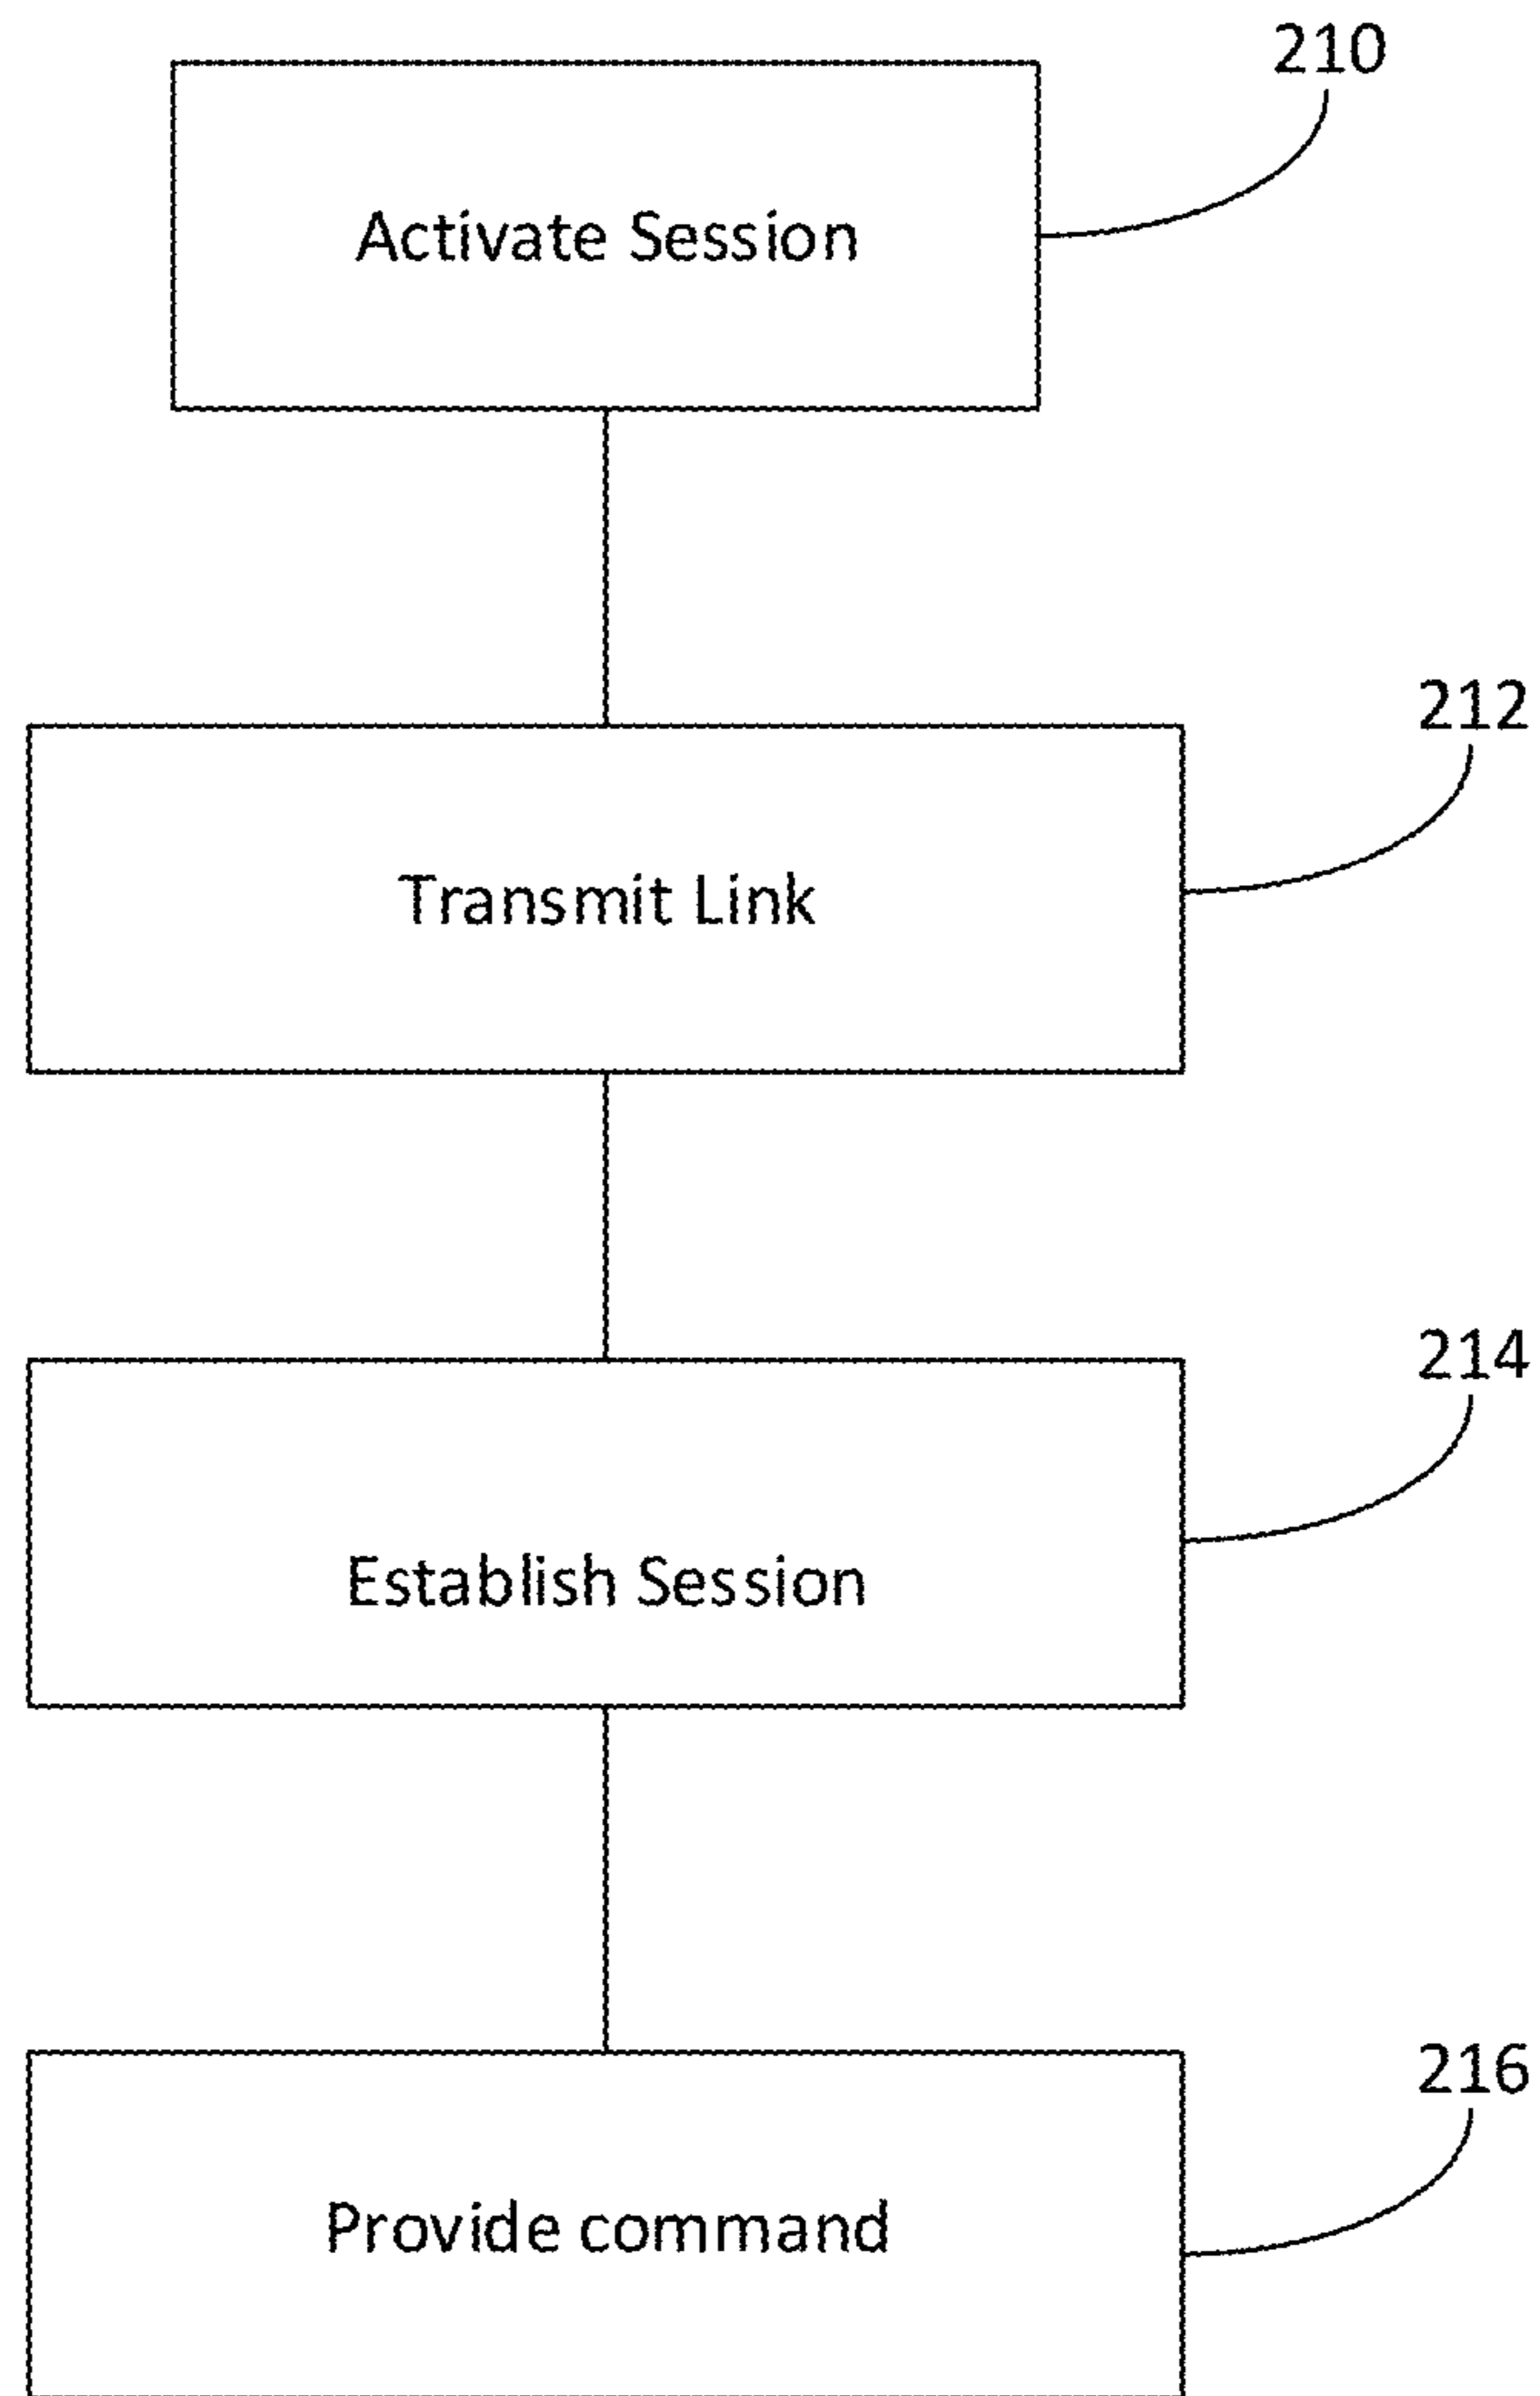 210
Activate Session
212
Transmit Link
214
Establish Session
216
Provide command